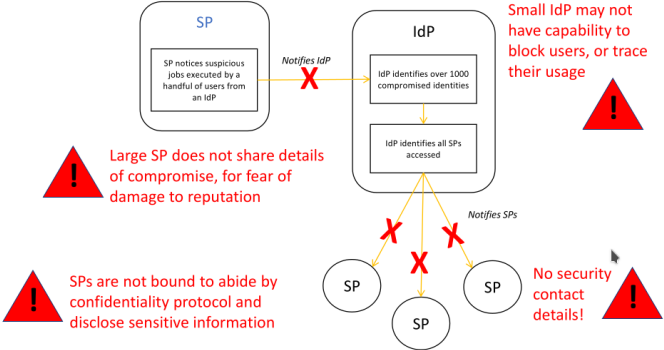 SP
SP notices suspicious
jobs executed by a
handful of users from
an IdP
Notifies IdP
IdP
IdP identifies over 1000
compromised identities
IdP identifies all SPs
accessed
Small IdP may not
have capability to
block users, or trace
their usage
!
!
Large SP does not share details
of compromise, for fear of
damage to reputation
X
Notifies SPs
X
X
X
!
SPs are not bound to abide by
confidentiality protocol and
disclose sensitive information
SP
SP
SP
No security
contact
details!
!